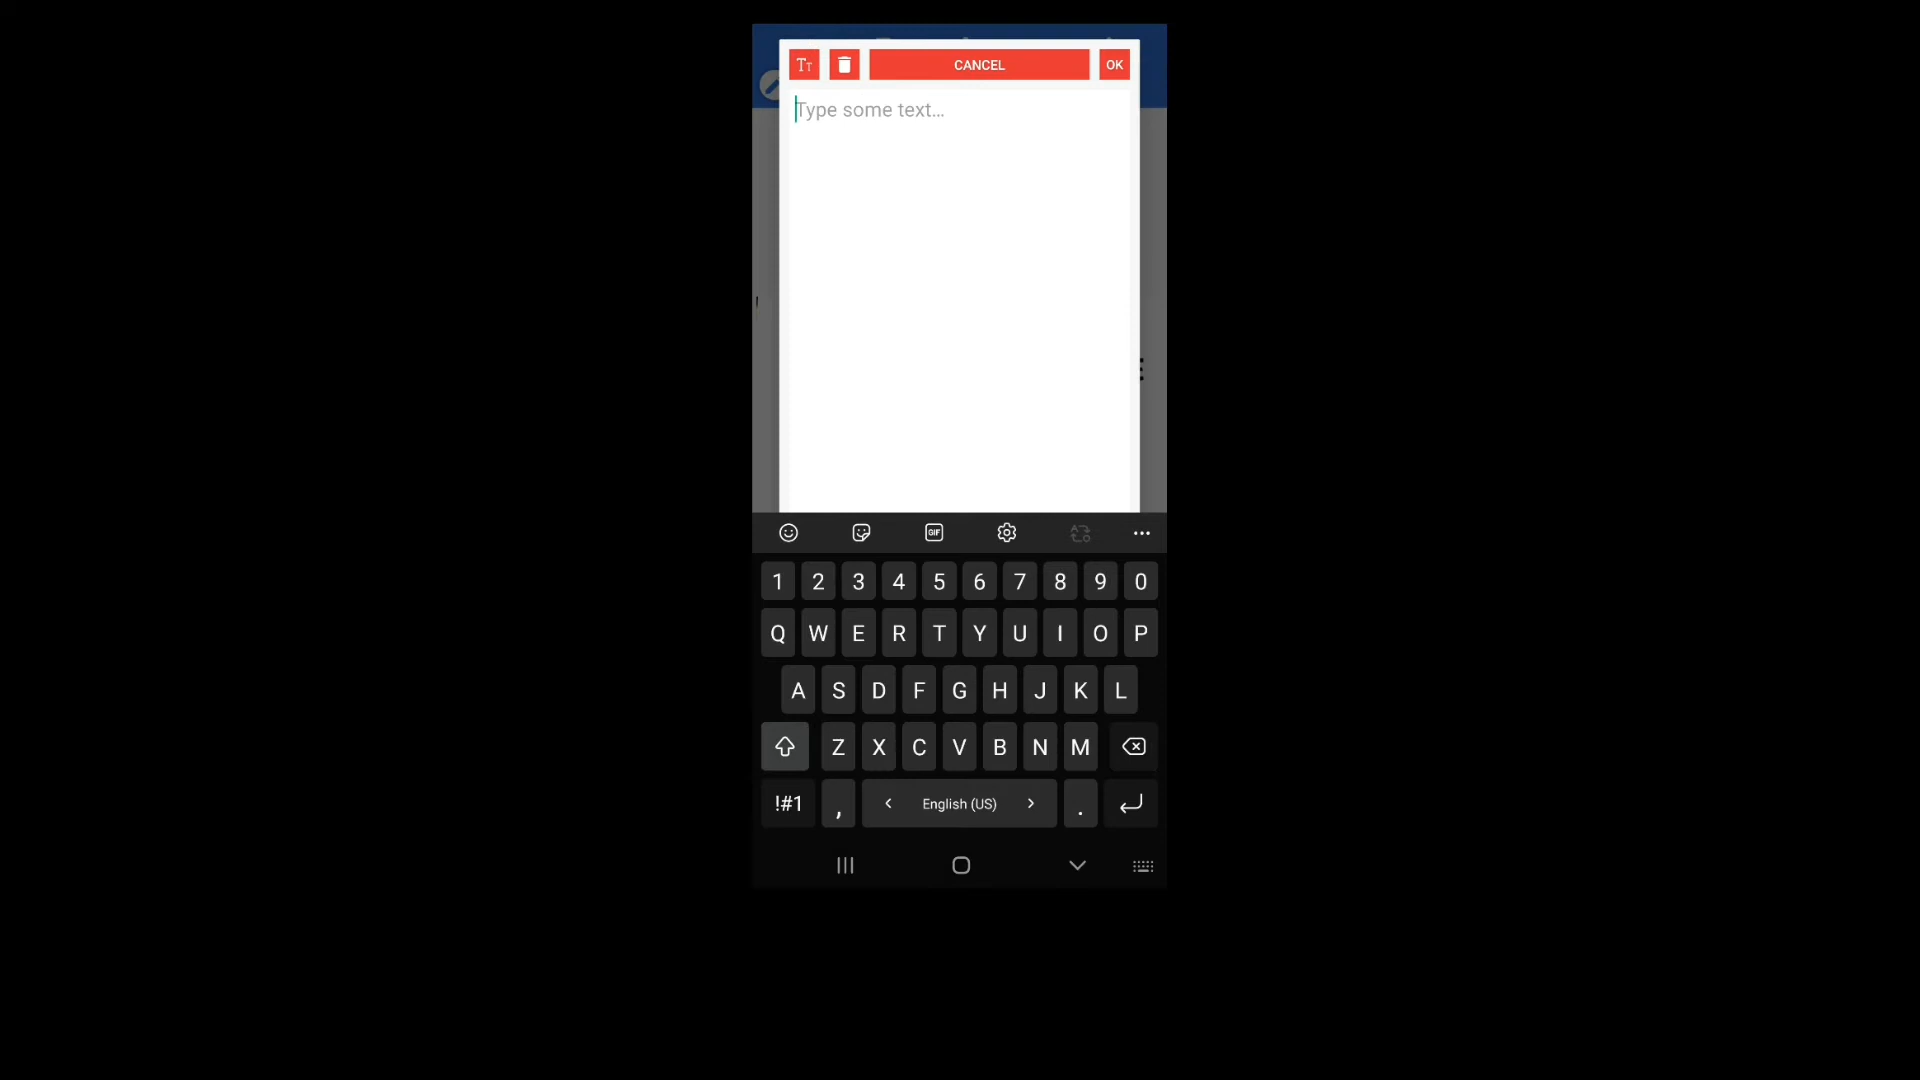 Tт CANCEL OK
Type some text...
GIF
1 2 3 4 5 6 7 8 9 0
Q W E R T Y U I O P
A S D F G H J K L
Z X C V B N M
!#1 , < English (US) > .